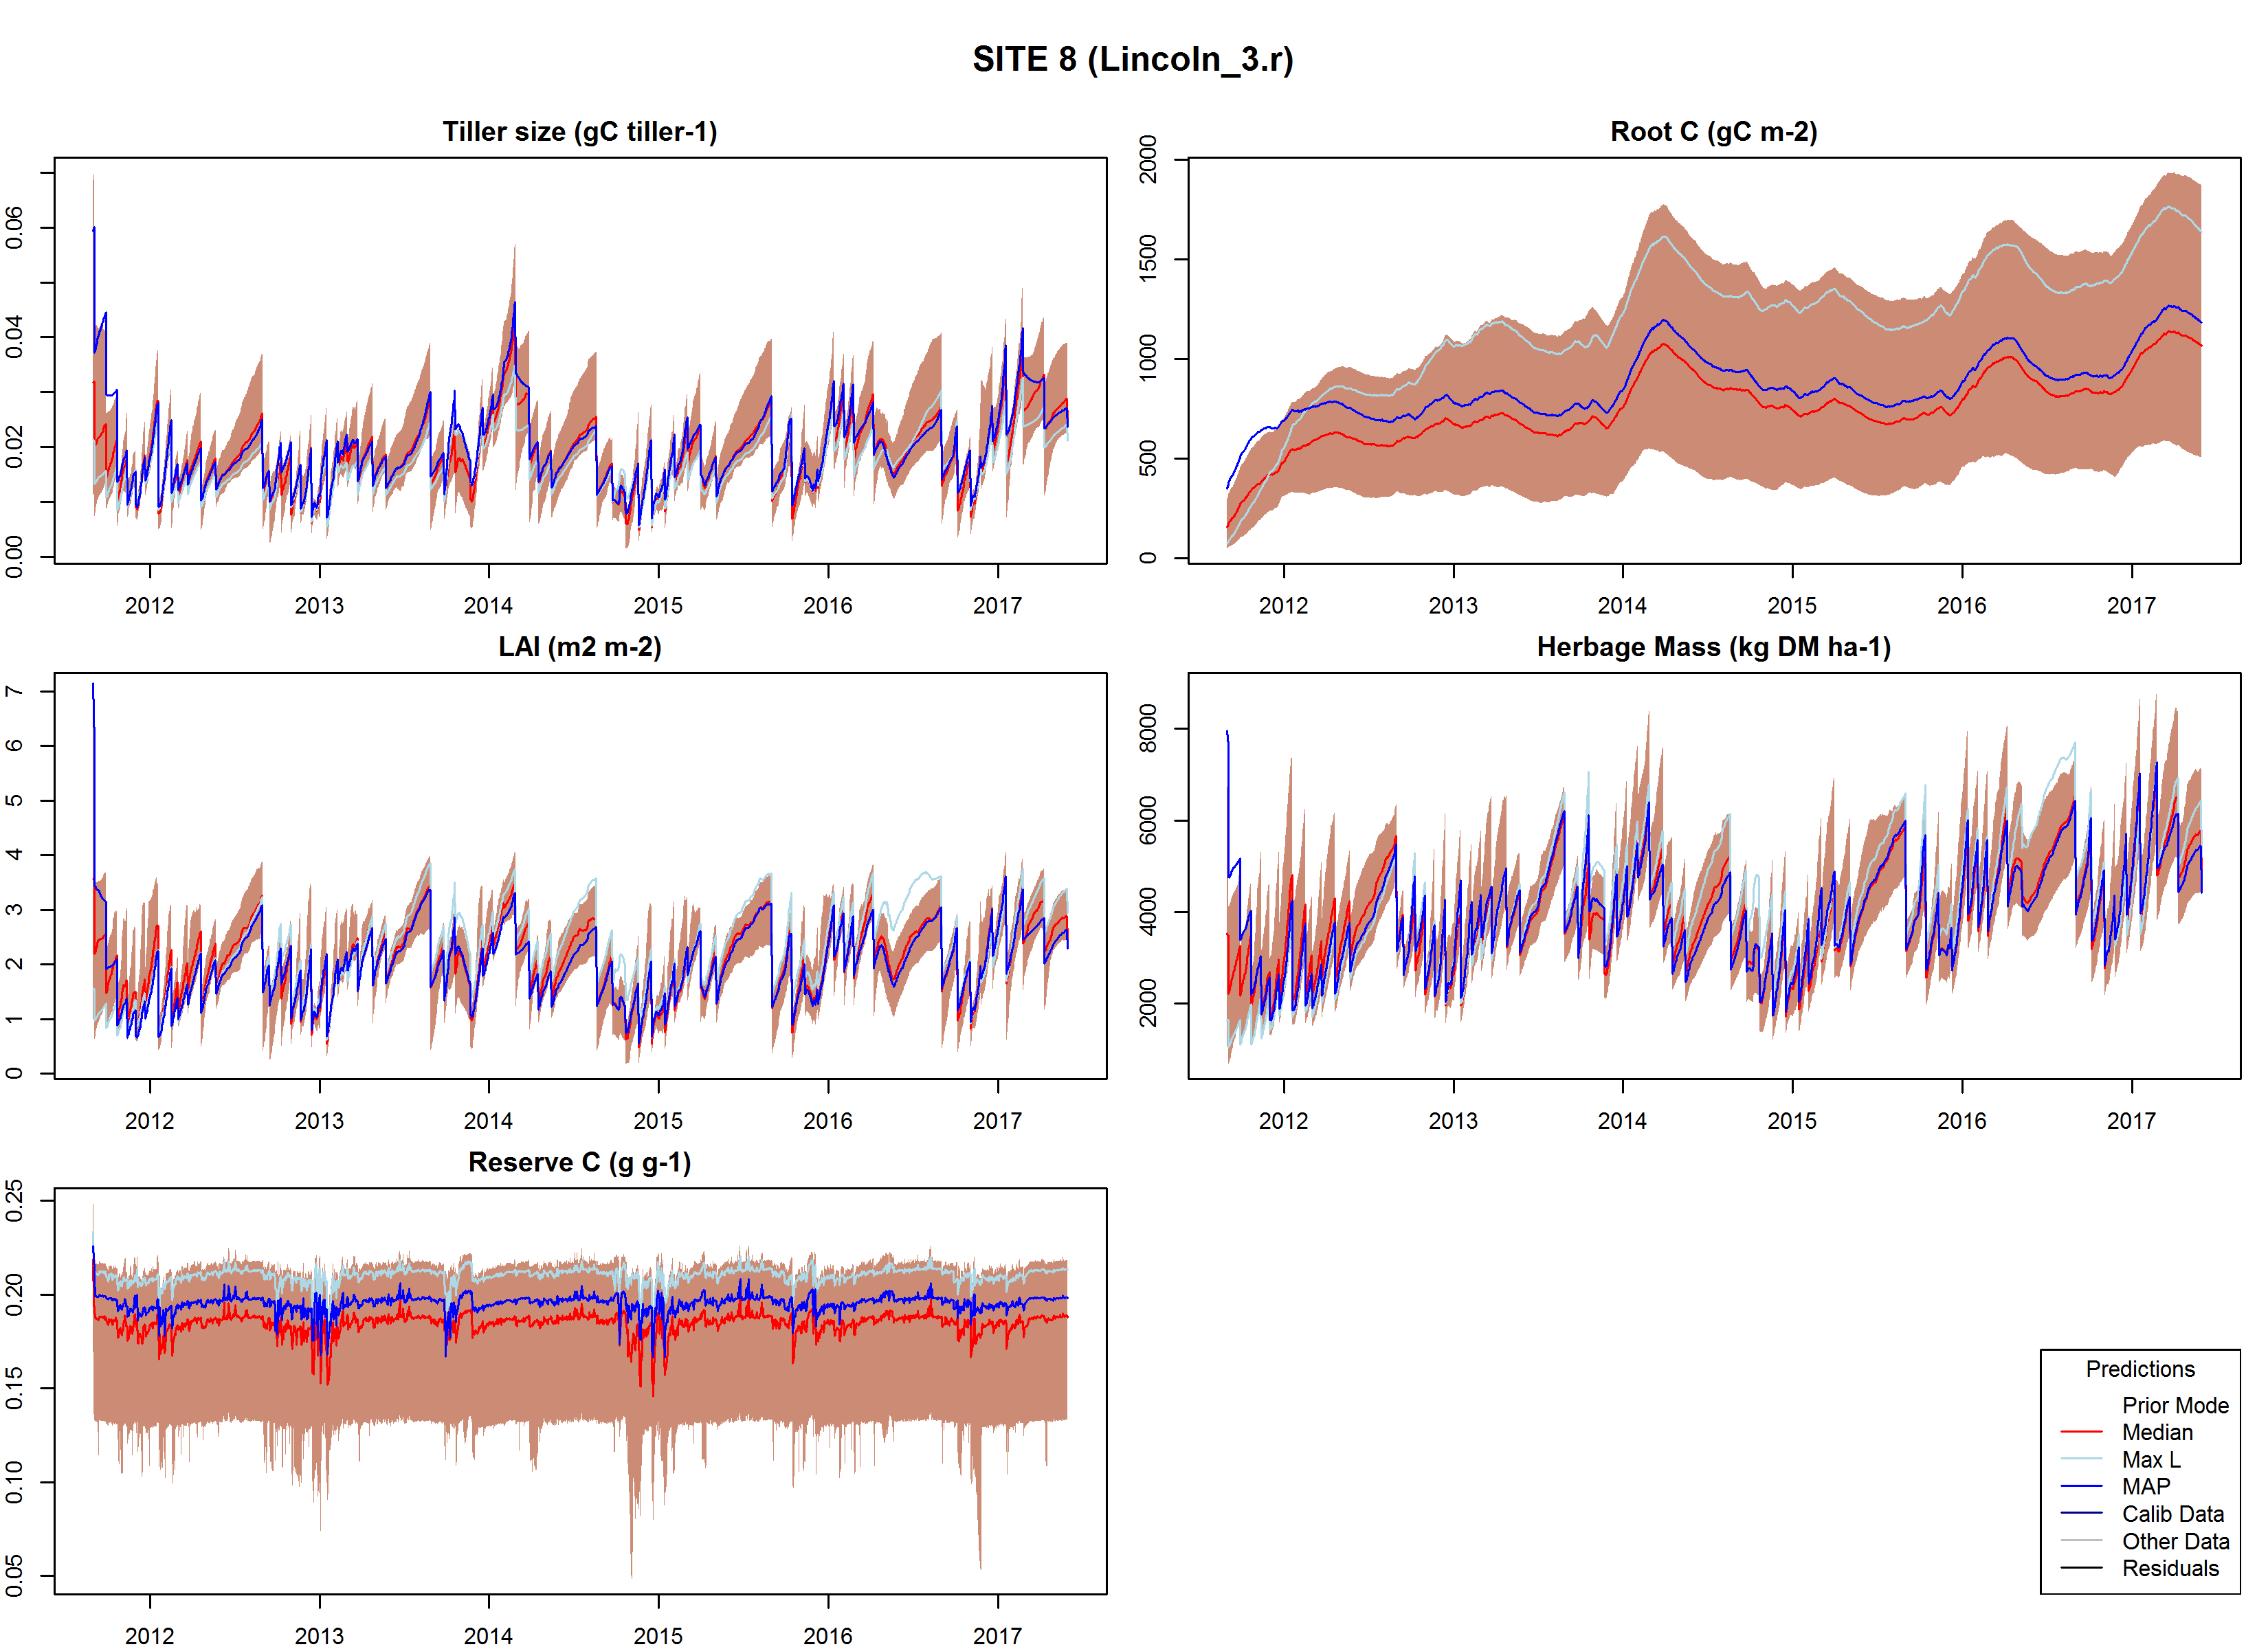 SITE 8 (Lincoln_3.r)
Tiller size (gC tiller-1)
0.06
0.04
0.02
0.00
2012 2013 2014 2015 2016 2017
Root C (gC m-2)
2000
1500
1000
500
0
2012 2013 2014 2015 2016 2017
LAI (m2 m-2)
7
6
5
4
3
2
1
0
2012 2013 2014 2015 2016 2017
Herbage Mass (kg DM ha-1)
8000
6000
4000
2000
2012 2013 2014 2015 2016 2017
Reserve C (g g-1)
0.25
0.20
0.15
0.10
0.05
2012 2013 2014 2015 2016 2017
Predictions
Prior Mode
Median
Max L
MAP
Calib Data
Other Data
Residuals